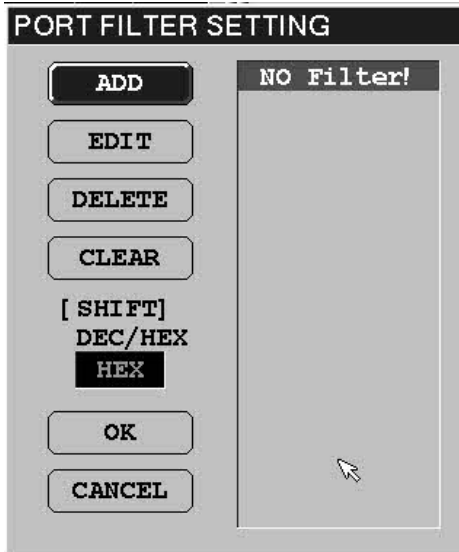 PORT FILTER SETTING
ADD
NO Filter!
EDIT
DELETE
CLEAR
[ SHIFT]
DEC/HEX
HEX
OK
CANCEL